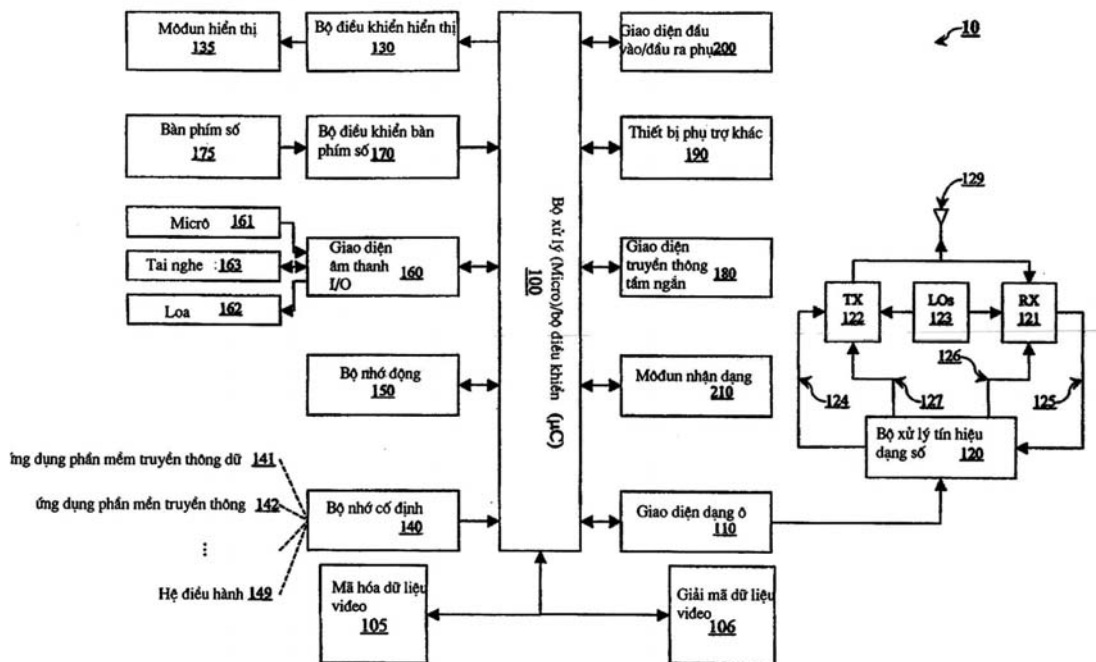 Môđun hiển thị
135
Bộ điều khiển hiển thị
130
Giao diện đầu
vào/đầu ra phụ 200
10
Bàn phím số
175
Bộ điều khiển bàn
phím số 170
Thiết bị phụ trợ khác
190
129
Micrô 161
Tai nghe 163
Loa 162
Giao diện
âm thanh 160
I/O
Bộ xử lý (Micro)/bộ điều khiển (μC)
100
Giao diện
truyền thông 180
tầm ngắn
TX
122
LOs
123
RX
121
126
Bộ nhớ động
150
Môđun nhận dạng
210
124
127
125
Bộ xử lý tín hiệu
dạng số 120
ứng dụng phần mềm truyền thông dữ 141
ứng dụng phần mền truyền thông 142
...
Hệ điều hành 149
Bộ nhớ cố định
140
Giao diện dạng ô
110
Mã hóa dữ liệu
video
105
Giải mã dữ liệu
video
106